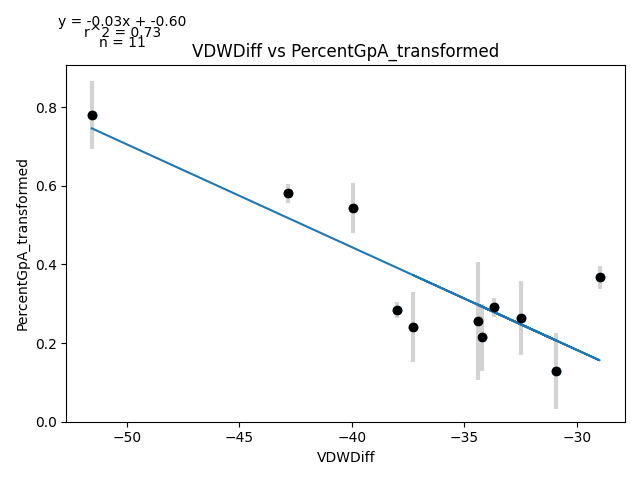 y = -0.03x + -0.60
r^2 = 0.73
n = 11
VDWDiff vs PercentGpA_transformed
PercentGpA_transformed
0.8
0.6
0.4
0.2
0.0
−50
−45
−40
−35
−30
VDWDiff